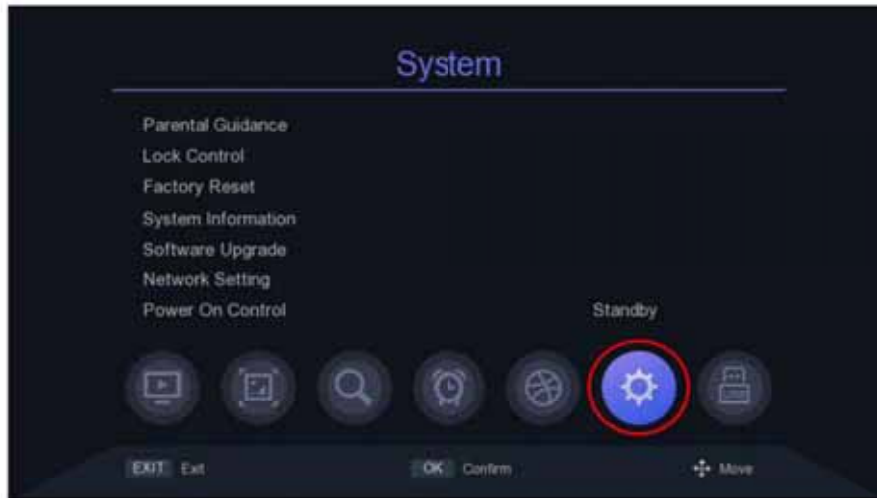 System
Parental Guidance
Lock Control
Factory Reset
System Information
Software Upgrade
Network Setting
Power On Control Standby
USB
EXIT Exit OK Confirm Move